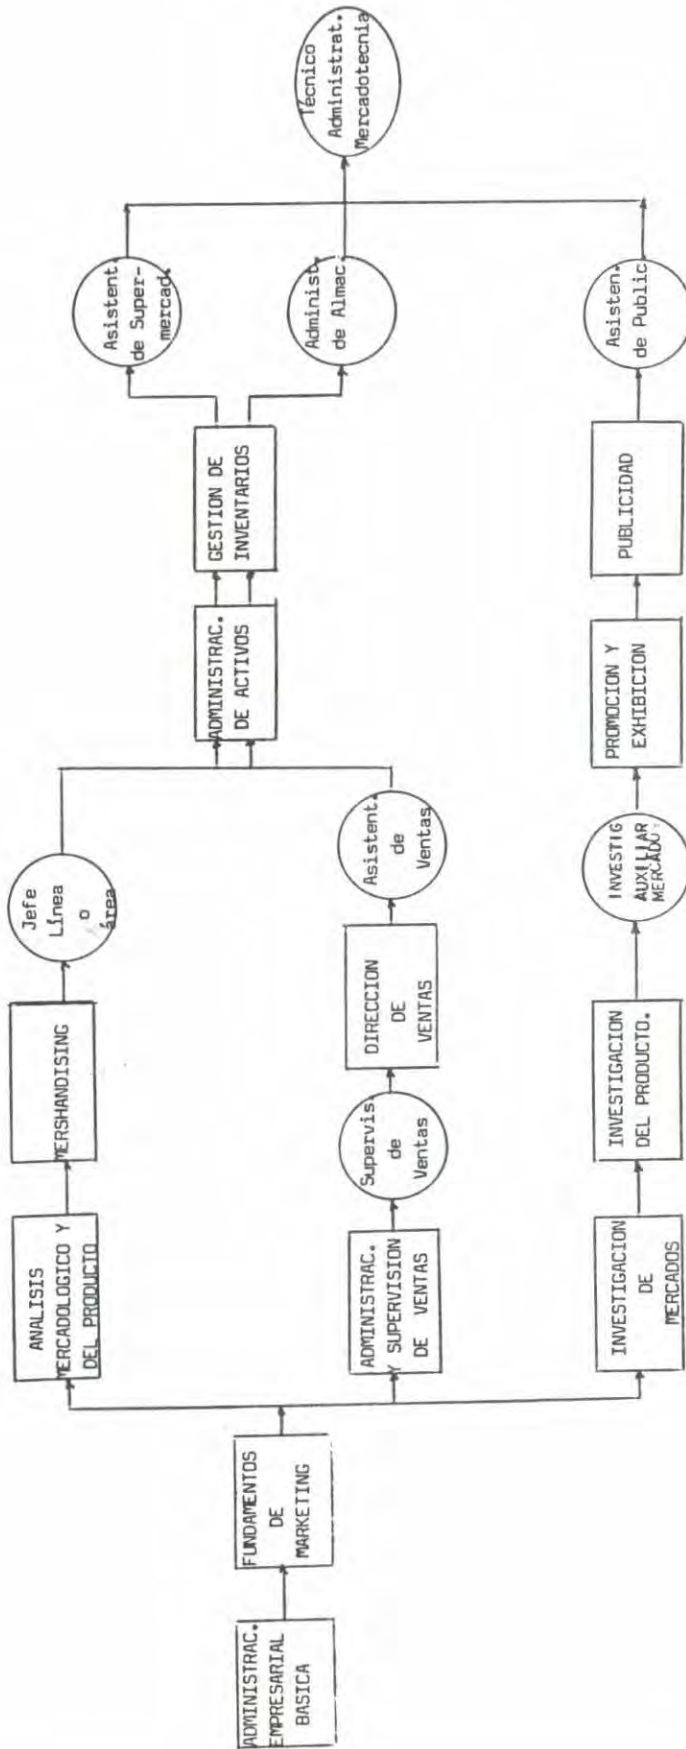 ADMINISTRAC.
EMPRESARIAL
BASICA
FUNDAMENTOS
DE
MARKETING
ANALISIS
MERCADOLOGICO Y
DEL PRODUCTO
MERSHANDISING
Jefe
Línea
o
área
ADMINISTRAC.
Y SUPERVISION
DE VENTAS
Supervis.
de
Ventas
DIRECCION
DE
VENTAS
Asistent.
de
Ventas
INVESTIGACION
DE
MERCADOS
INVESTIGACION
DEL PRODUCTO.
INVESTIG
AUXILIAR
MERCADO
ADMINISTRAC.
DE ACTIVOS
GESTION DE
INVENTARIOS
PROMOCION Y
EXHIBICION
PUBLICIDAD
Asistent.
de Super-
mercad.
Administ.
de Almac.
Asisten.
de Public
Técnico
Administrat.
Mercadotecnia